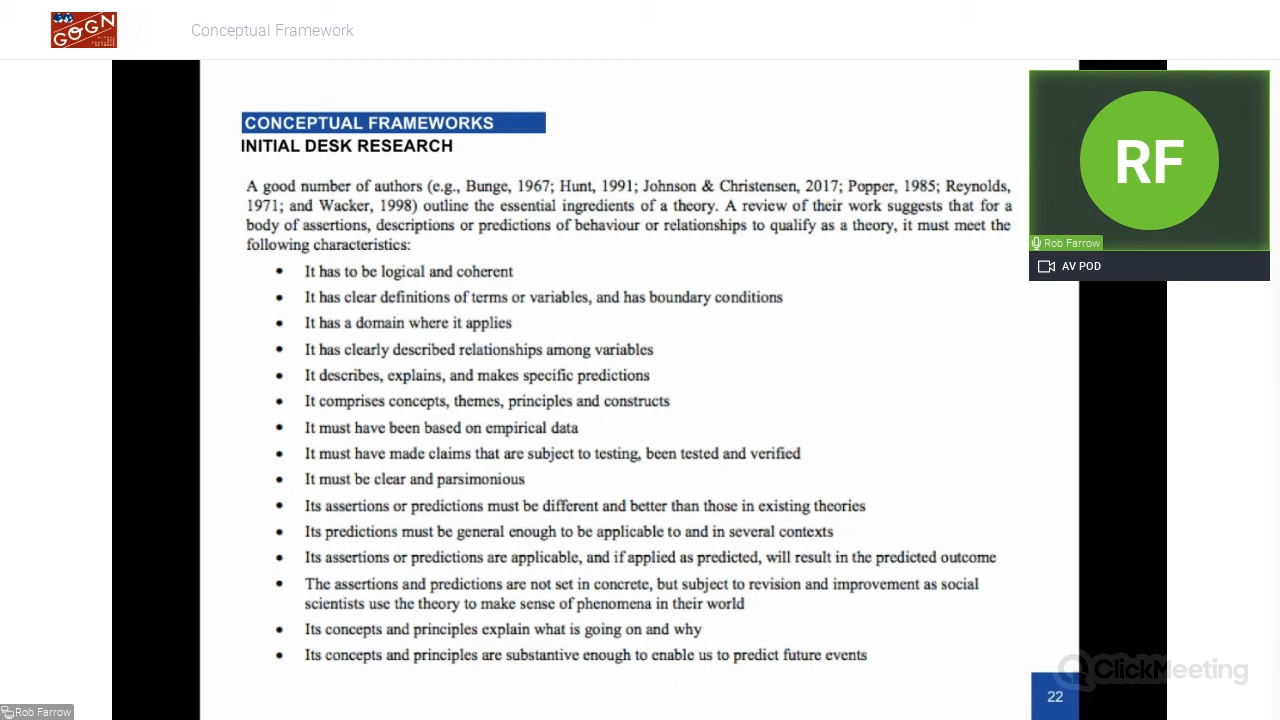 GOGN
Conceptual Framework
CONCEPTUAL FRAMEWORKS
INITIAL DESK RESEARCH
A good number of authors (e.g., Bunge, 1967; Hunt, 1991; Johnson & Christensen, 2017; Popper, 1985; Reynolds,
1971; and Wacker, 1998) outline the essential ingredients of a theory. A review of their work suggests that for a
body of assertions, descriptions or predictions of behaviour or relationships to qualify as a theory, it must meet the
following characteristics:
• It has to be logical and coherent
• It has clear definitions of terms or variables, and has boundary conditions
• It has a domain where it applies
• It has clearly described relationships among variables
• It describes, explains, and makes specific predictions
• It comprises concepts, themes, principles and constructs
• It must have been based on empirical data
• It must have made claims that are subject to testing, been tested and verified
• It must be clear and parsimonious
• Its assertions or predictions must be different and better than those in existing theories
• Its predictions must be general enough to be applicable to and in several contexts
• Its assertions or predictions are applicable, and if applied as predicted, will result in the predicted outcome
• The assertions and predictions are not set in concrete, but subject to revision and improvement as social
scientists use the theory to make sense of phenomena in their world
• Its concepts and principles explain what is going on and why
• Its concepts and principles are substantive enough to enable us to predict future events
22
RF
Rob Farrow
AV POD
ClickMeeting
Rob Farrow